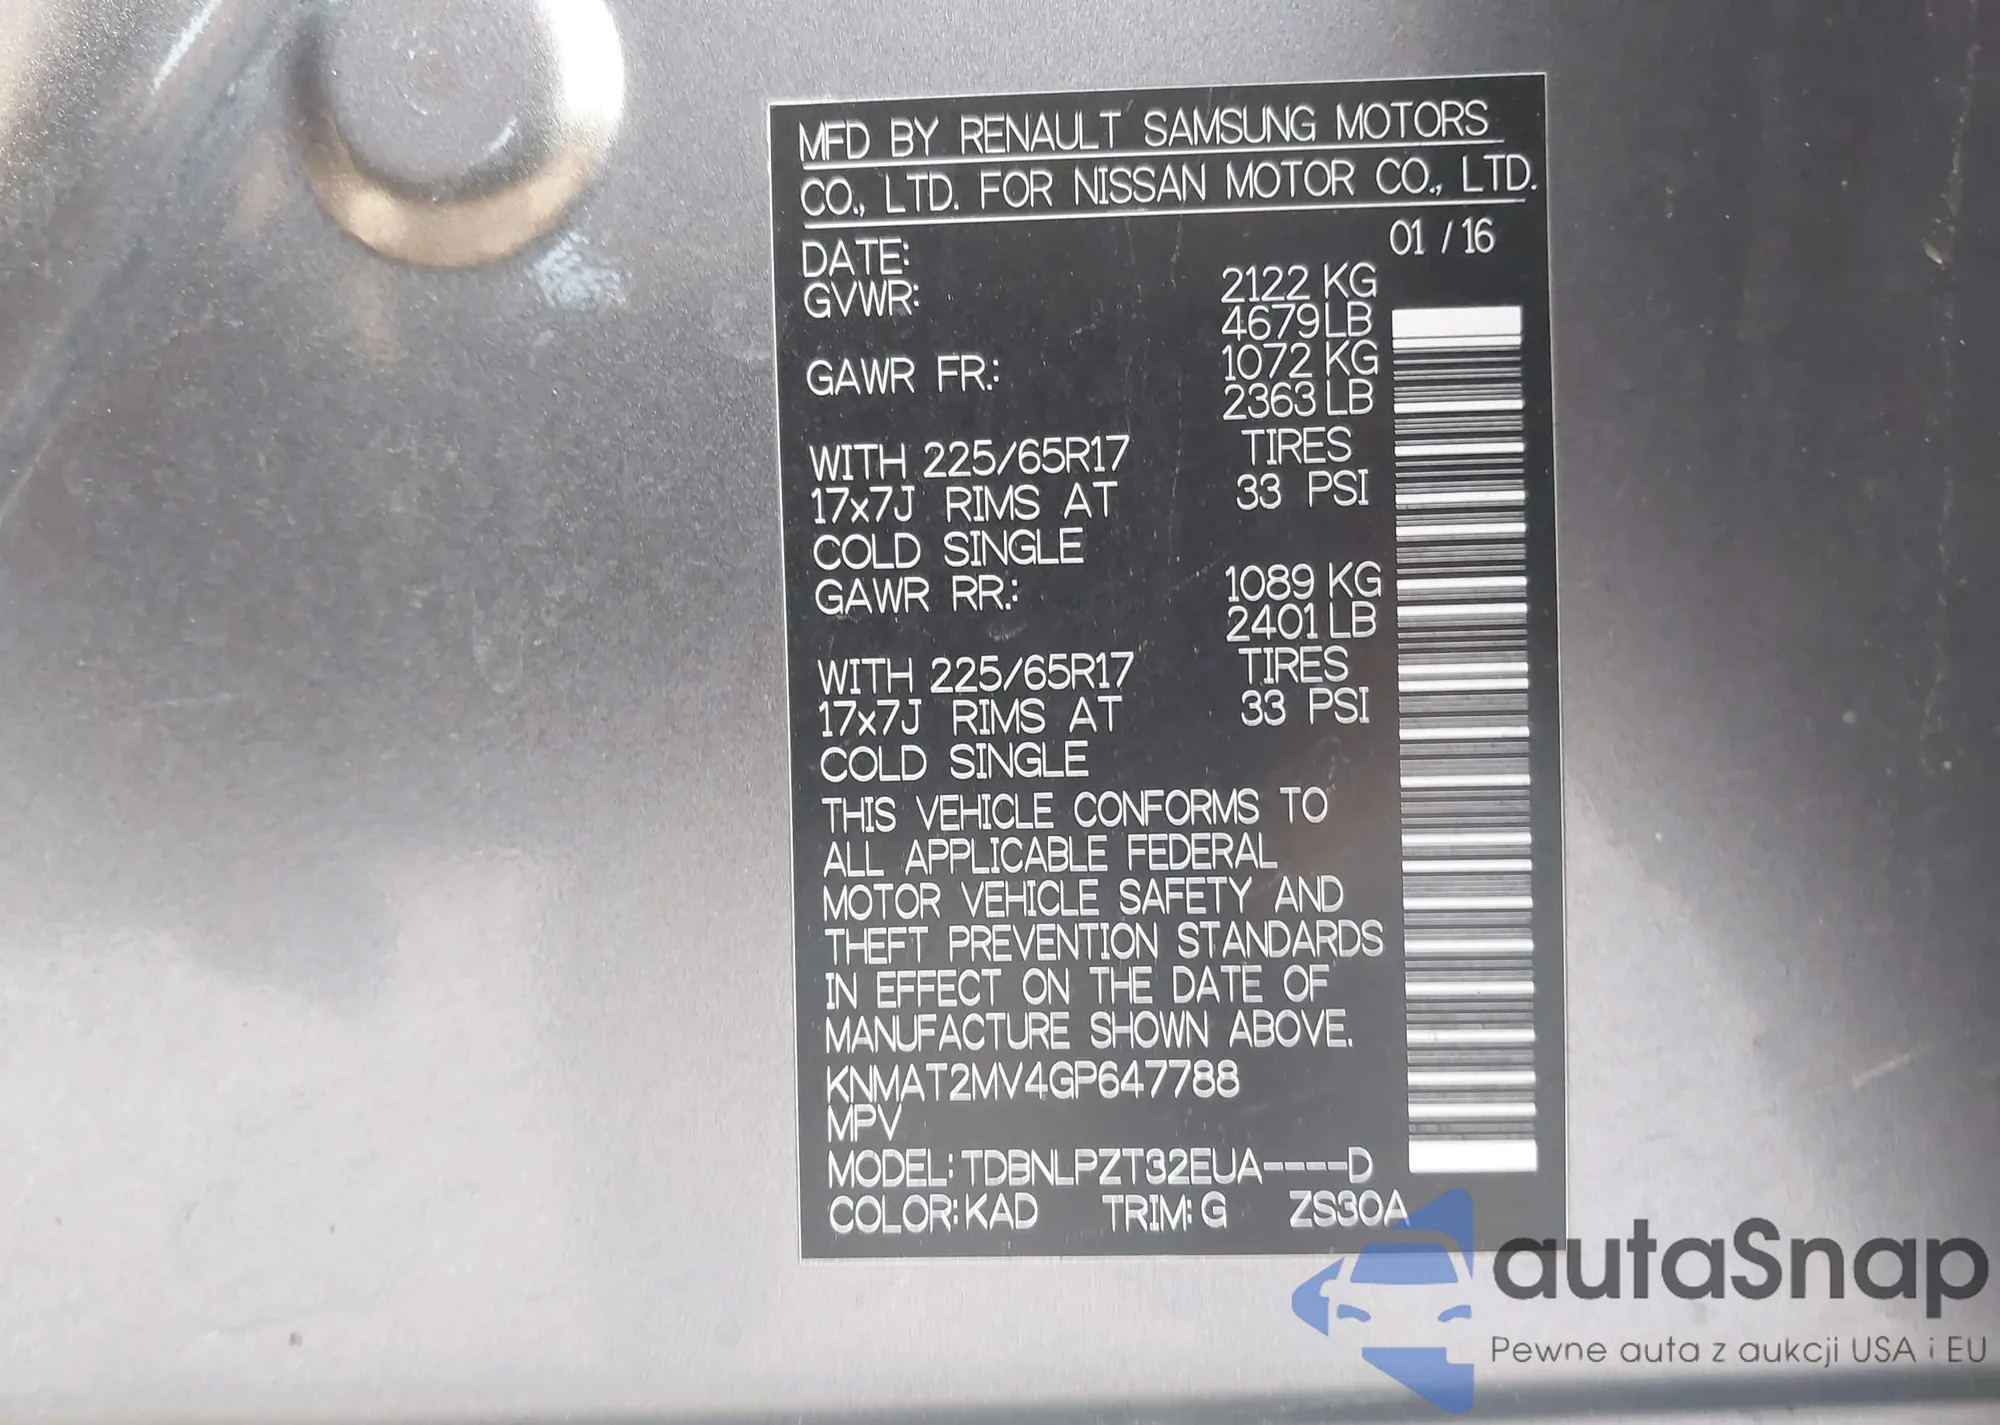 MFD BY RENAULT SAMSUNG MOTORS
CO., LTD. FOR NISSAN MOTOR CO., LTD.
DATE: 01 / 16
GVWR: 2122 KG
4679 LB
GAWR FR.: 1072 KG
2363 LB
WITH 225/65R17 TIRES
17x7J RIMS AT 33 PSI
COLD SINGLE
GAWR RR.: 1089 KG
2401 LB
WITH 225/65R17 TIRES
17x7J RIMS AT 33 PSI
COLD SINGLE
THIS VEHICLE CONFORMS TO
ALL APPLICABLE FEDERAL
MOTOR VEHICLE SAFETY AND
THEFT PREVENTION STANDARDS
IN EFFECT ON THE DATE OF
MANUFACTURE SHOWN ABOVE.
KNMAT2MV4GP647788
MPV
MODEL: TDBNLPZT32EUA----D
COLOR: KAD TRIM: G ZS30A
autaSnap
Pewne auta z aukcji USA i EU